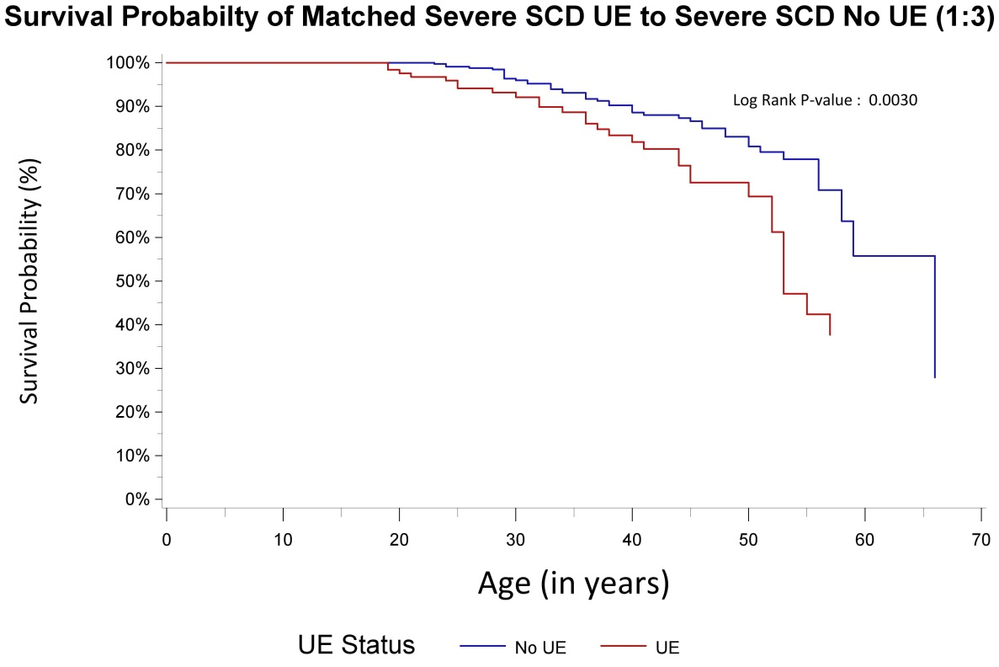 Survival Probabilty of Matched Severe SCD UE to Severe SCD No UE (1:3)
Log Rank P-value : 0.0030
Survival Probability (%)
100%
90%
80%
70%
60%
50%
40%
30%
20%
10%
0%
0 10 20 30 40 50 60 70
Age (in years)
UE Status No UE UE